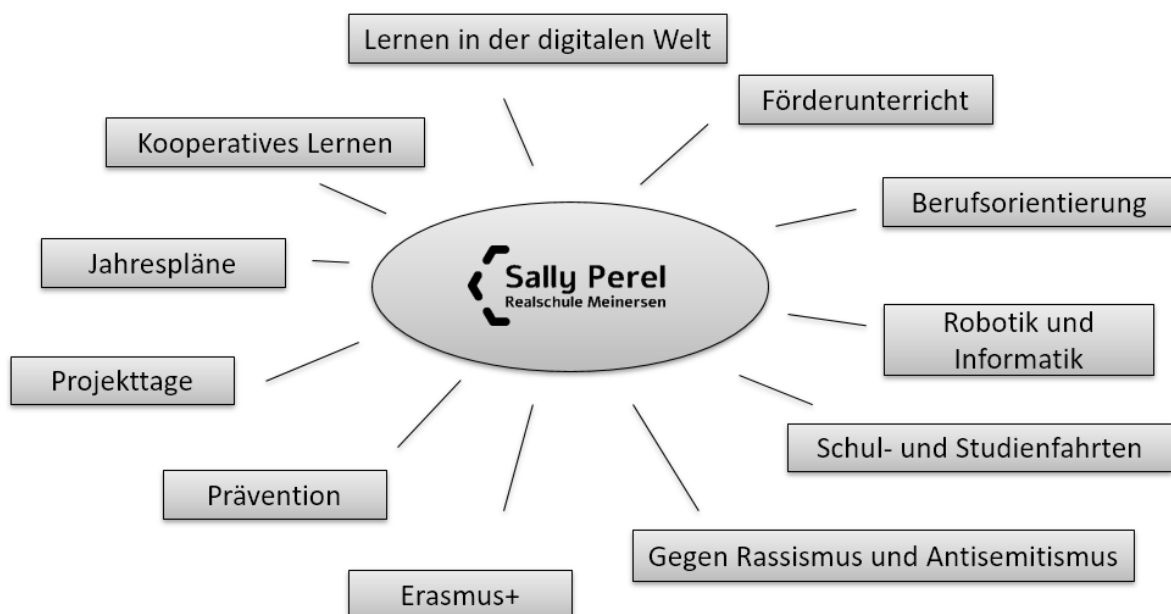 Lernen in der digitalen Welt
Förderunterricht
Kooperatives Lernen
Berufsorientierung
Jahrespläne
Sally Perel
Realschule Meinersen
Robotik und
Informatik
Projekttage
Schul- und Studienfahrten
Prävention
Gegen Rassismus und Antisemitismus
Erasmus+